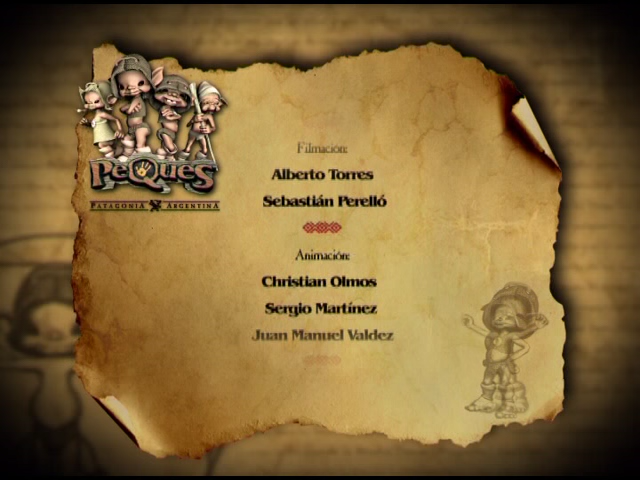 PeQues
PATAGONIA ARGENTINA
Filmación:
Alberto Torres
Sebastián Perelló
Animación:
Christian Olmos
Sergio Martínez
Juan Manuel Valdez